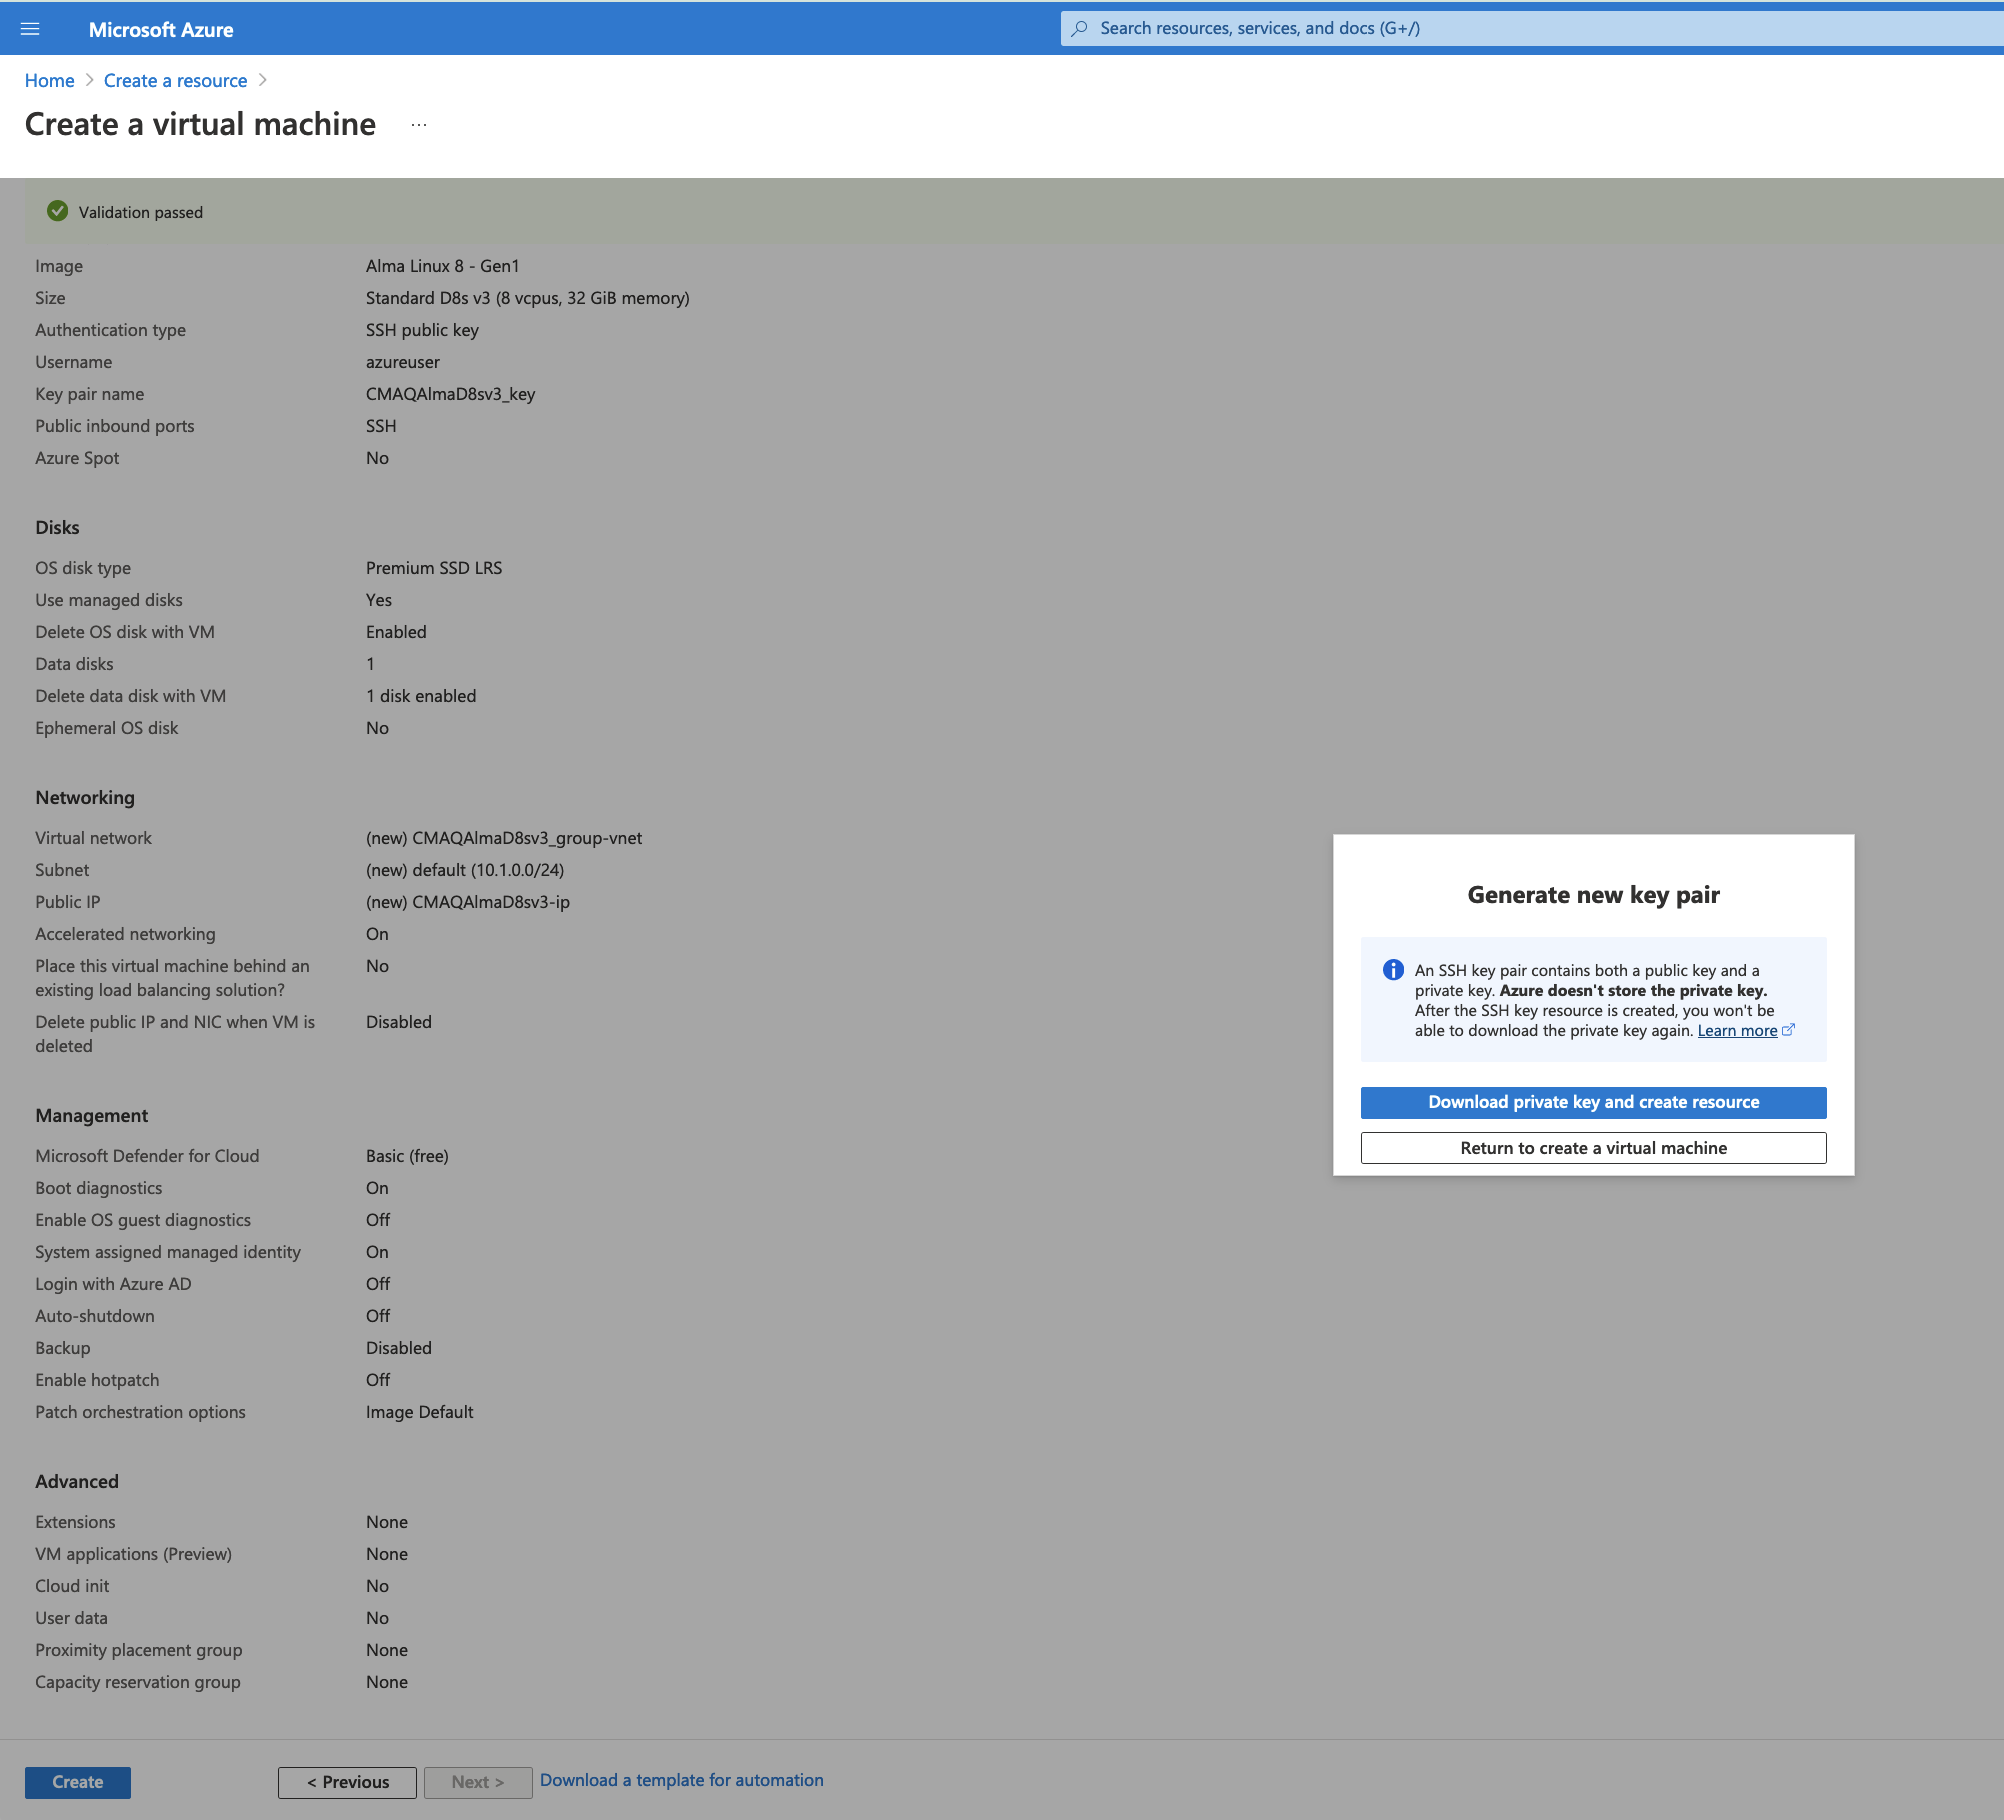 Microsoft Azure
Search resources, services, and docs (G+/)
Home > Create a resource >
Create a virtual machine ...
Validation passed
Image Alma Linux 8 - Gen1
Size Standard D8s v3 (8 vcpus, 32 GiB memory)
Authentication type SSH public key
Username azureuser
Key pair name CMAQAlmaD8sv3_key
Public inbound ports SSH
Azure Spot No
Disks
OS disk type Premium SSD LRS
Use managed disks Yes
Delete OS disk with VM Enabled
Data disks 1
Delete data disk with VM 1 disk enabled
Ephemeral OS disk No
Networking
Virtual network (new) CMAQAlmaD8sv3_group-vnet
Subnet (new) default (10.1.0.0/24)
Public IP (new) CMAQAlmaD8sv3-ip
Accelerated networking On
Place this virtual machine behind an No
existing load balancing solution?
Delete public IP and NIC when VM is Disabled
deleted
Management
Microsoft Defender for Cloud Basic (free)
Boot diagnostics On
Enable OS guest diagnostics Off
System assigned managed identity On
Login with Azure AD Off
Auto-shutdown Off
Backup Disabled
Enable hotpatch Off
Patch orchestration options Image Default
Advanced
Extensions None
VM applications (Preview) None
Cloud init No
User data No
Proximity placement group None
Capacity reservation group None
Generate new key pair
An SSH key pair contains both a public key and a
private key. Azure doesn't store the private key.
After the SSH key resource is created, you won't be
able to download the private key again. Learn more
Download private key and create resource
Return to create a virtual machine
Create
< Previous
Next >
Download a template for automation